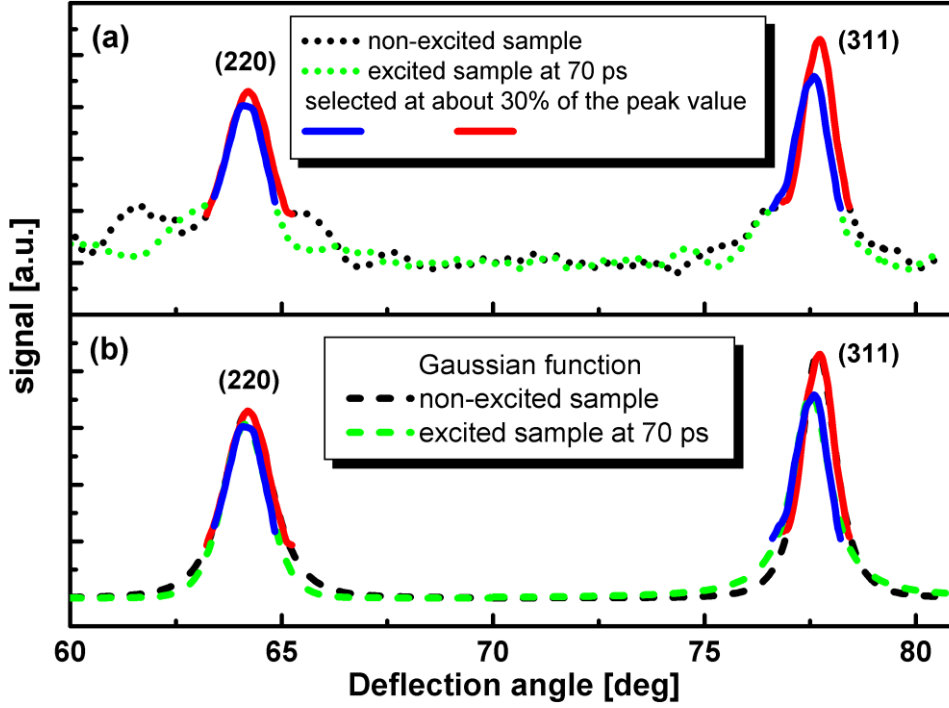 (a)
non-excited sample
excited sample at 70 ps
selected at about 30% of the peak value
(220)
(311)
(b)
Gaussian function
non-excited sample
excited sample at 70 ps
(220)
(311)
signal [a.u.]
60 65 70 75 80
Deflection angle [deg]